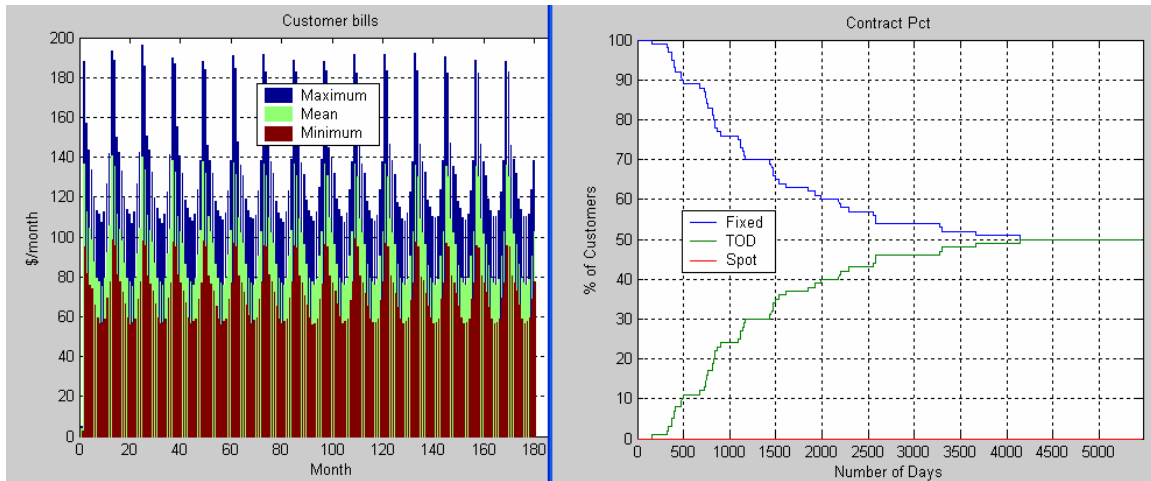 Customer bills
200
180
160
140
120
100
80
60
40
20
0
$/month
Maximum
Mean
Minimum
0 20 40 60 80 100 120 140 160 180
Month
Contract Pct
100
90
80
70
60
50
40
30
20
10
0
% of Customers
Fixed
TOD
Spot
0 500 1000 1500 2000 2500 3000 3500 4000 4500 5000
Number of Days